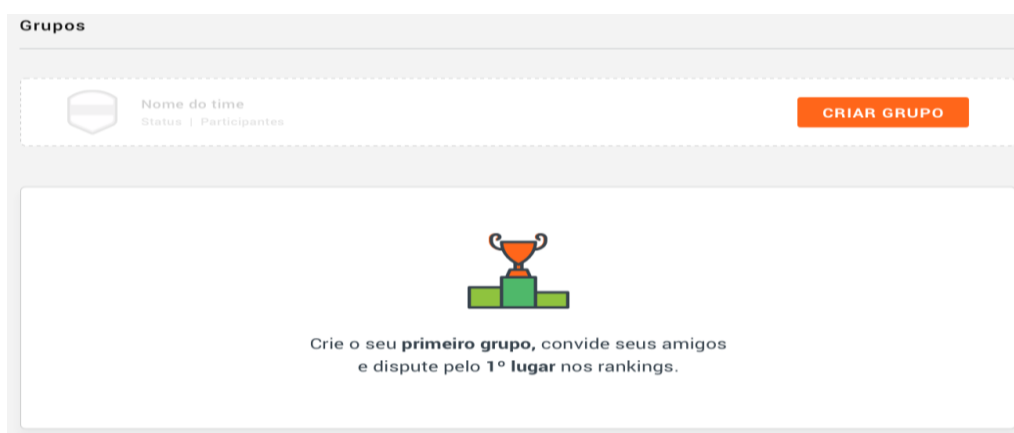 Grupos
Nome do time
Status | Participantes
CRIAR GRUPO
Crie o seu primeiro grupo, convide seus amigos
e dispute pelo 1º lugar nos rankings.